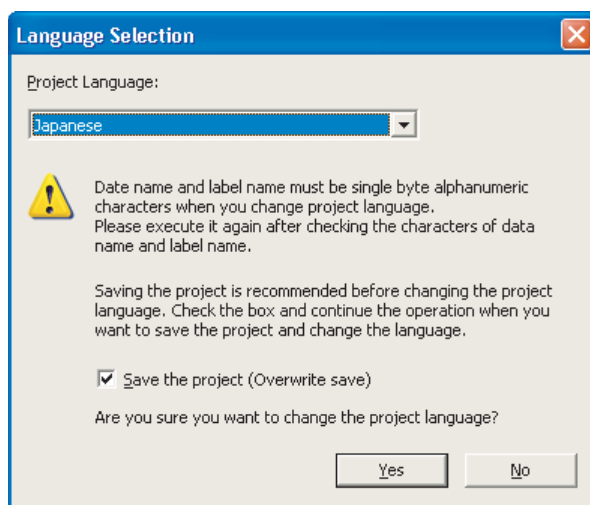 Language Selection
Project Language:
Japanese
Date name and label name must be single byte alphanumeric
characters when you change project language.
Please execute it again after checking the characters of data
name and label name.
Saving the project is recommended before changing the project
language. Check the box and continue the operation when you
want to save the project and change the language.
Save the project (Overwrite save)
Are you sure you want to change the project language?
Yes
No